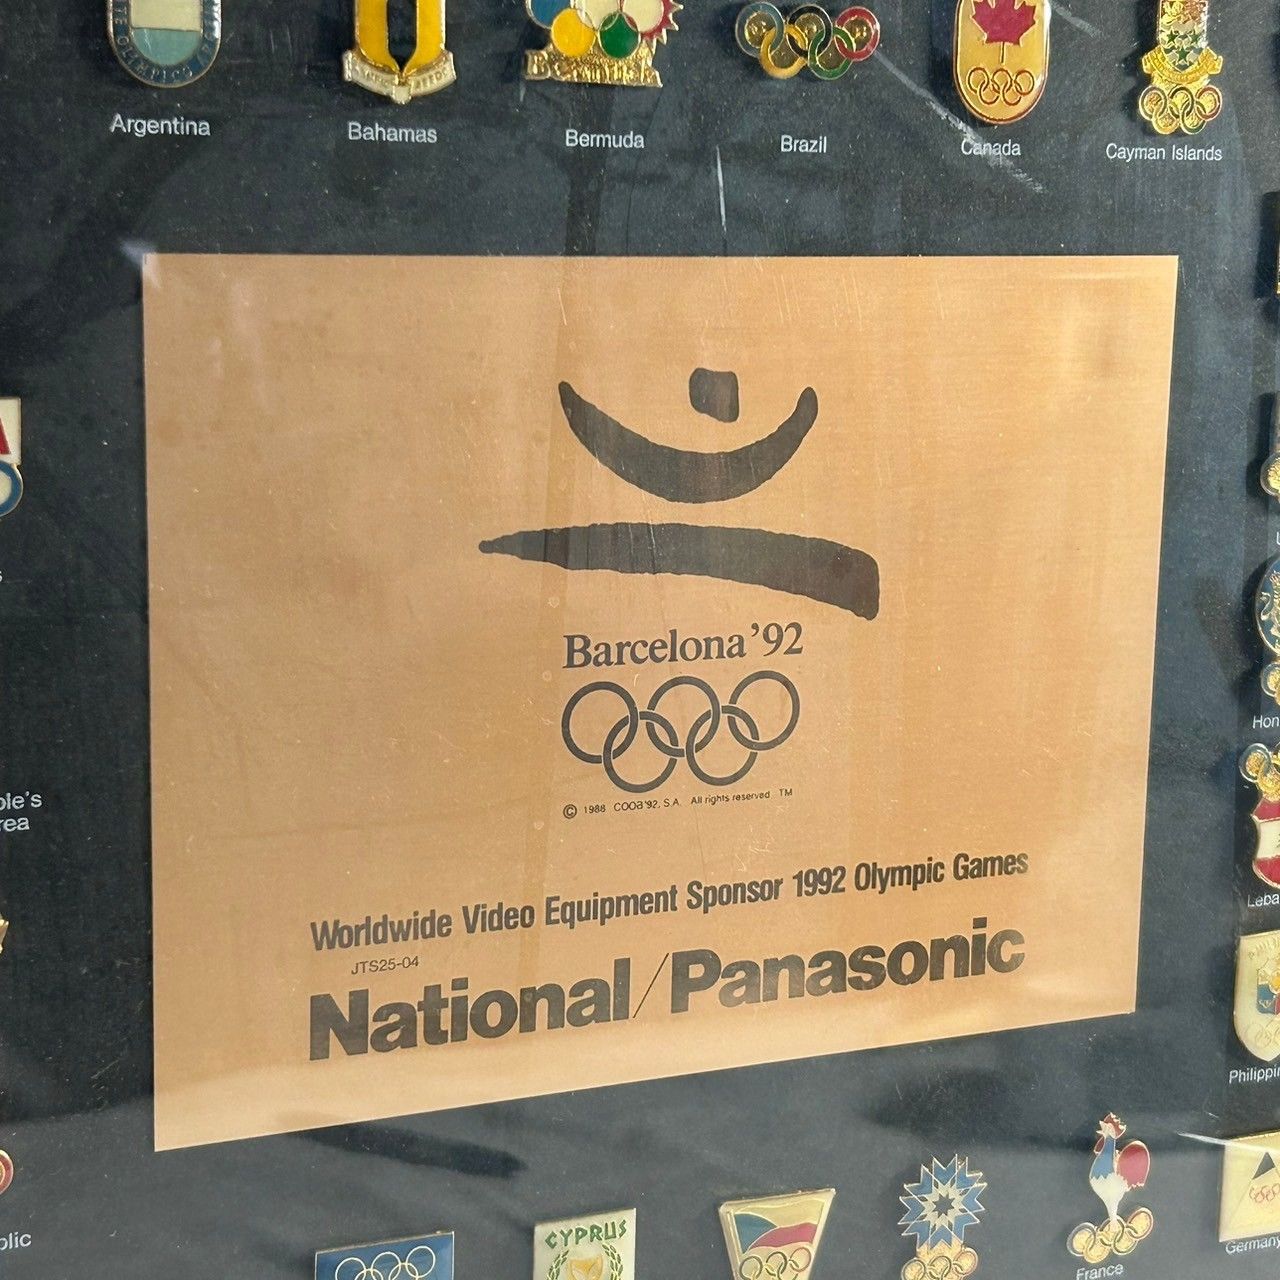 Bermuda
Argentina
Bahamas
Bermuda
Brazil
Canada
Cayman Islands
Barcelona '92
© 1988 COOB'92, S.A. All rights reserved TM
Worldwide Video Equipment Sponsor 1992 Olympic Games
JTS25-04
National/Panasonic
CYPRUS
France
Germany